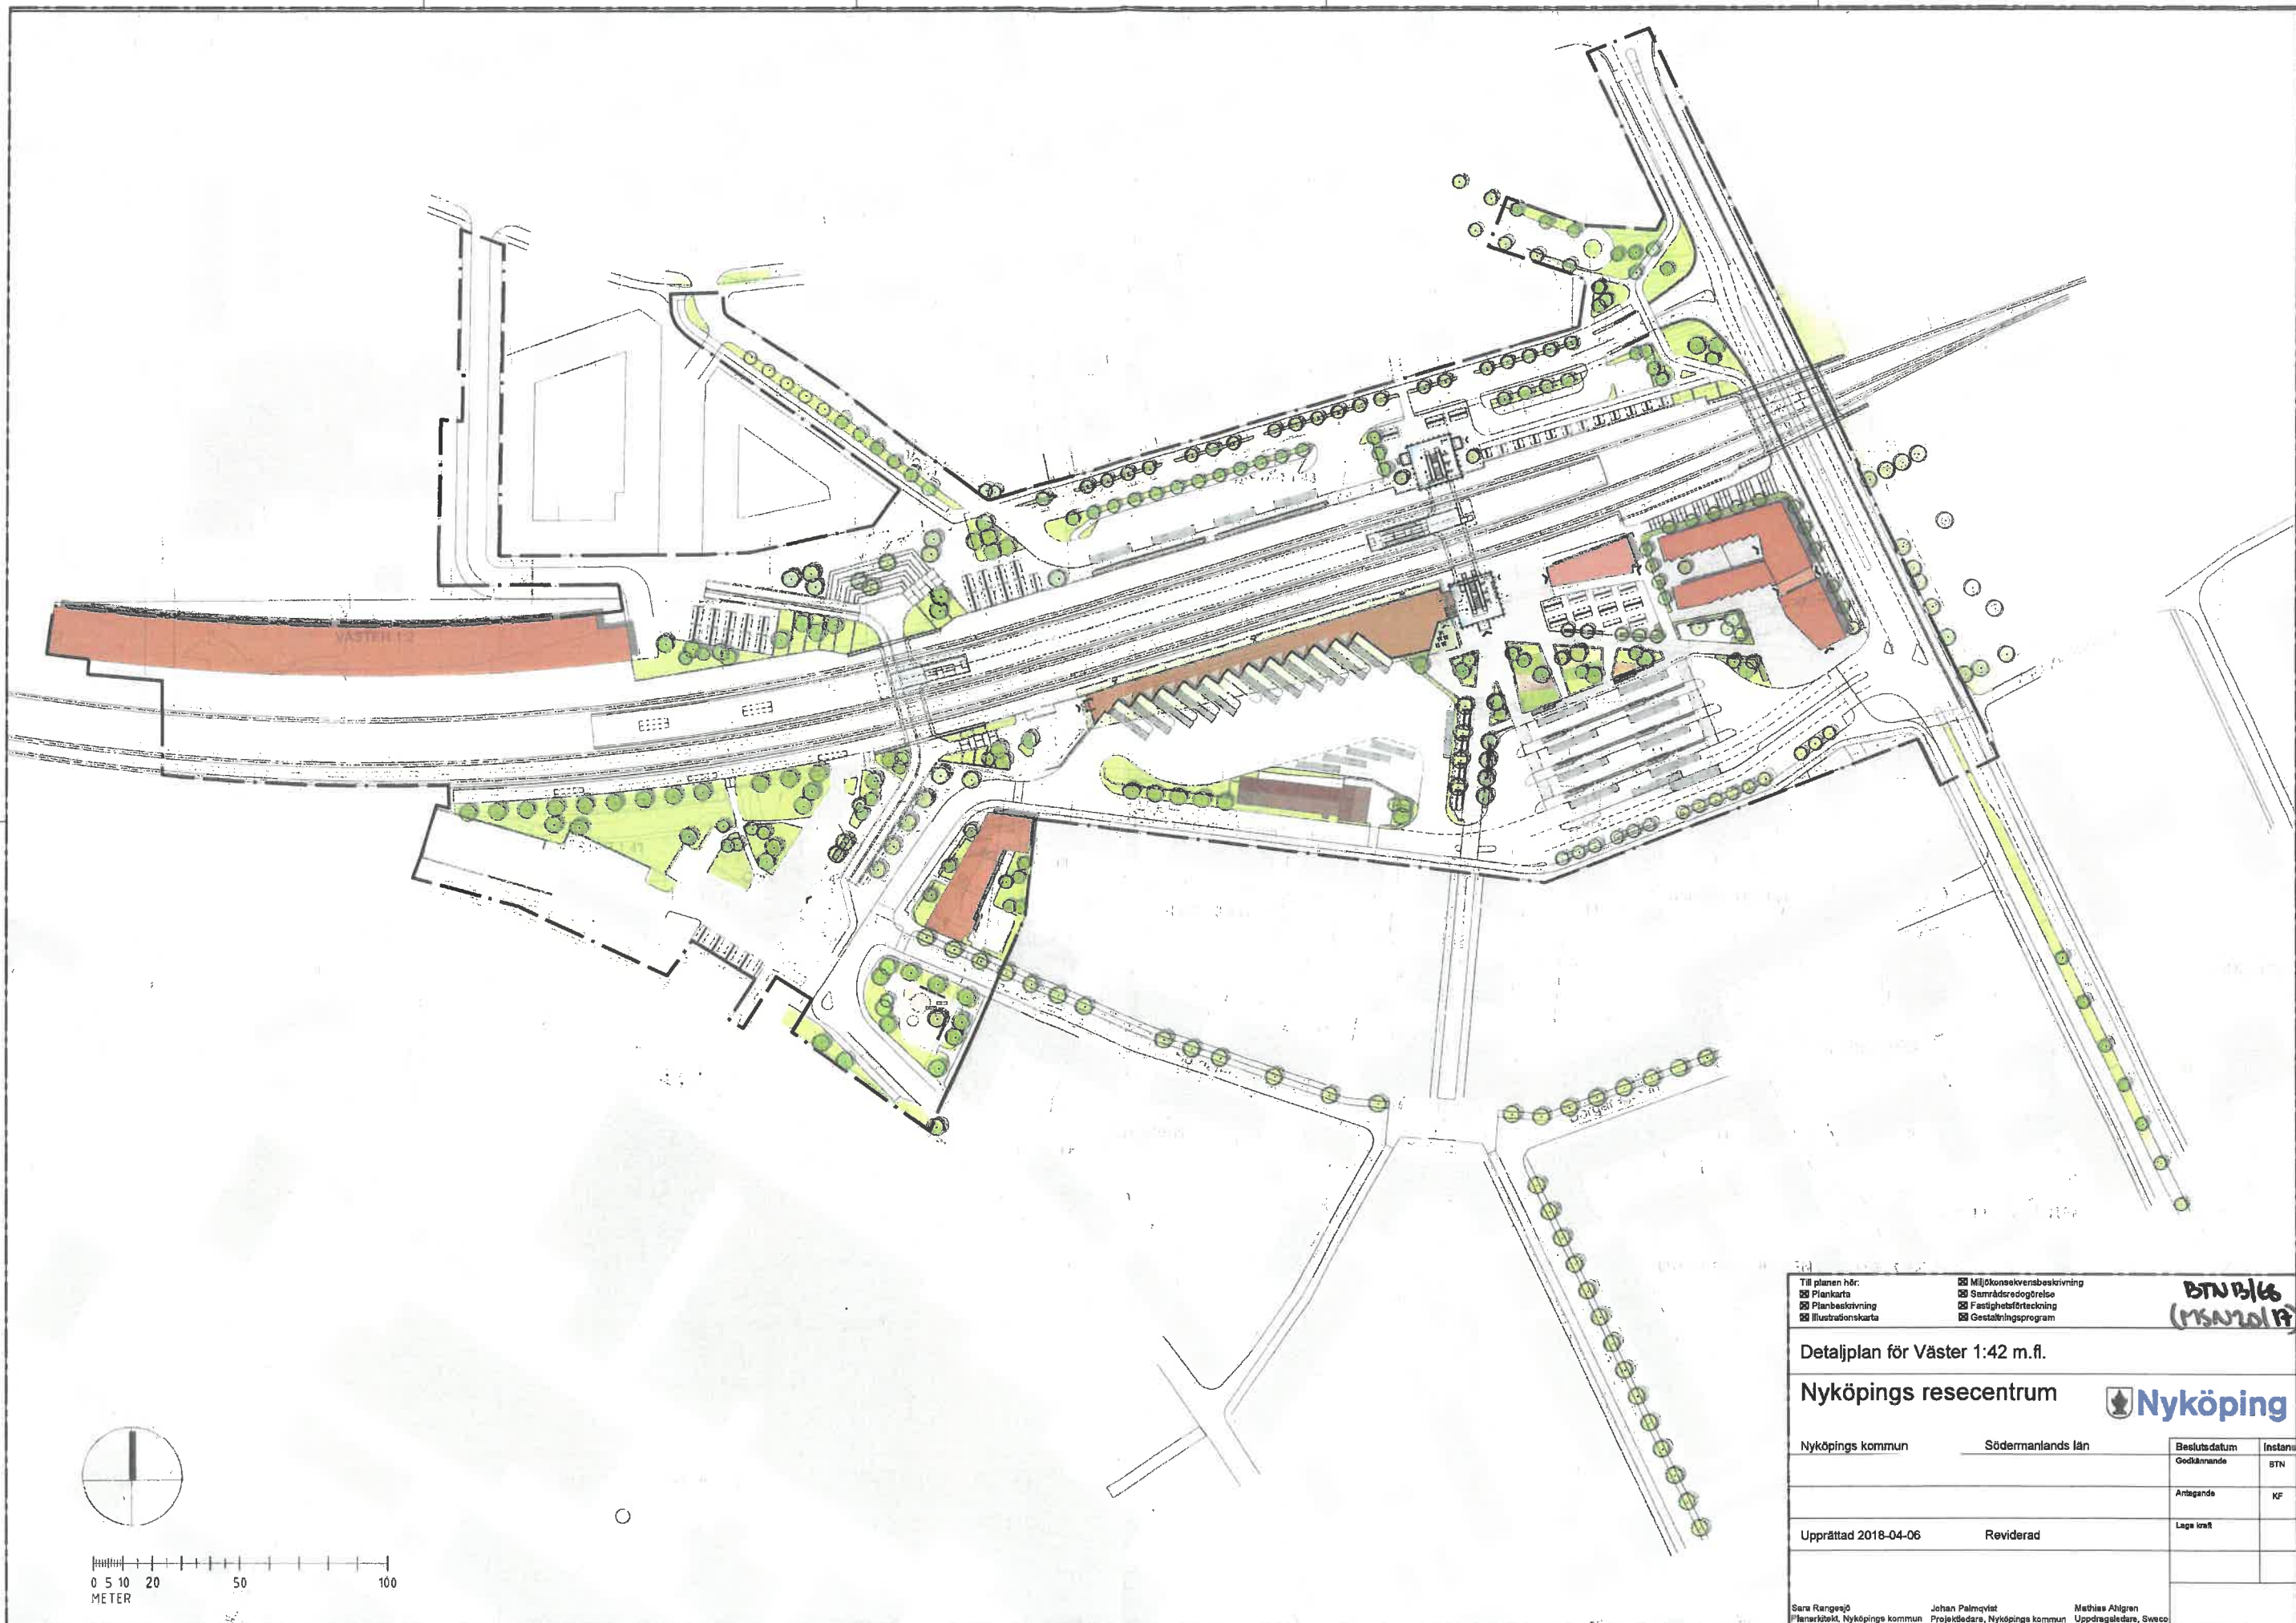 VÄSTER 1:2
0 5 10 20 50 100
METER
Till planen hör:
Plankarta
Planbeskrivning
Illustrationskarta
Miljökonsekvensbeskrivning
Samrådsredogörelse
Fastighetsförteckning
Gestaltningsprogram
BTN 13/68
(MSN20/17)
Detaljplan för Väster 1:42 m.fl.
Nyköpings resecentrum
Nyköping
Nyköpings kommun Södermanlands län
Beslutsdatum Instans
Godkännande BTN
Antagande KF
Laga kraft
Upprättad 2018-04-06 Reviderad
Sara Rangesjö Johan Palmqvist Mathias Ahlgren
Planarkitekt, Nyköpings kommun Projektledare, Nyköpings kommun Uppdragsledare, Sweco